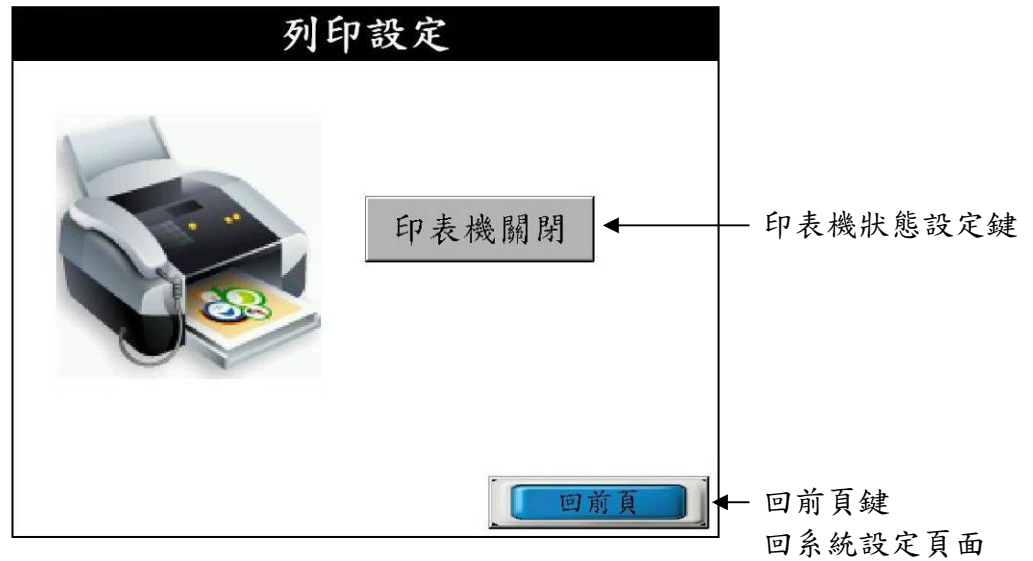 列印設定
印表機關閉
印表機狀態設定鍵
回前頁
回前頁鍵
回系統設定頁面